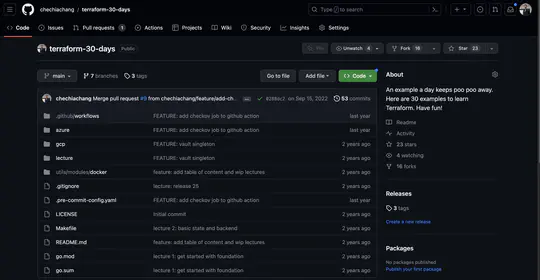 chechiachang / terraform-30-days
Type / to search
Code Issues Pull requests 1 Actions Projects Wiki Security Insights Settings
terraform-30-days Public
Unwatch 4 Fork 16 Star 23
main 7 branches 3 tags Go to file Add file Code
chechiachang Merge pull request #9 from chechiachang/feature/add-ch... on Sep 15, 2022 53 commits
.github/workflows FEATURE: add checkov job to github action last year
azure FEATURE: add checkov job to github action last year
gcp FEATURE: vault singleton 2 years ago
lecture FEATURE: vault singleton 2 years ago
utils/modules/docker feature: add table of content and wip lectures 2 years ago
.gitignore lecture: release 25 2 years ago
.pre-commit-config.yaml FEATURE: add checkov job to github action last year
LICENSE Initial commit 2 years ago
Makefile lecture 2: basic state and backend 2 years ago
README.md feature: add table of content and wip lectures 2 years ago
go.mod lecture 1: get started with foundation 2 years ago
go.sum lecture 1: get started with foundation 2 years ago
About
An example a day keeps poo poo away.
Here are 30 examples to learn
Terraform. Have fun!
Readme
Activity
23 stars
4 watching
16 forks
Releases
3 tags
Create a new release
Packages
No packages published
Publish your first package